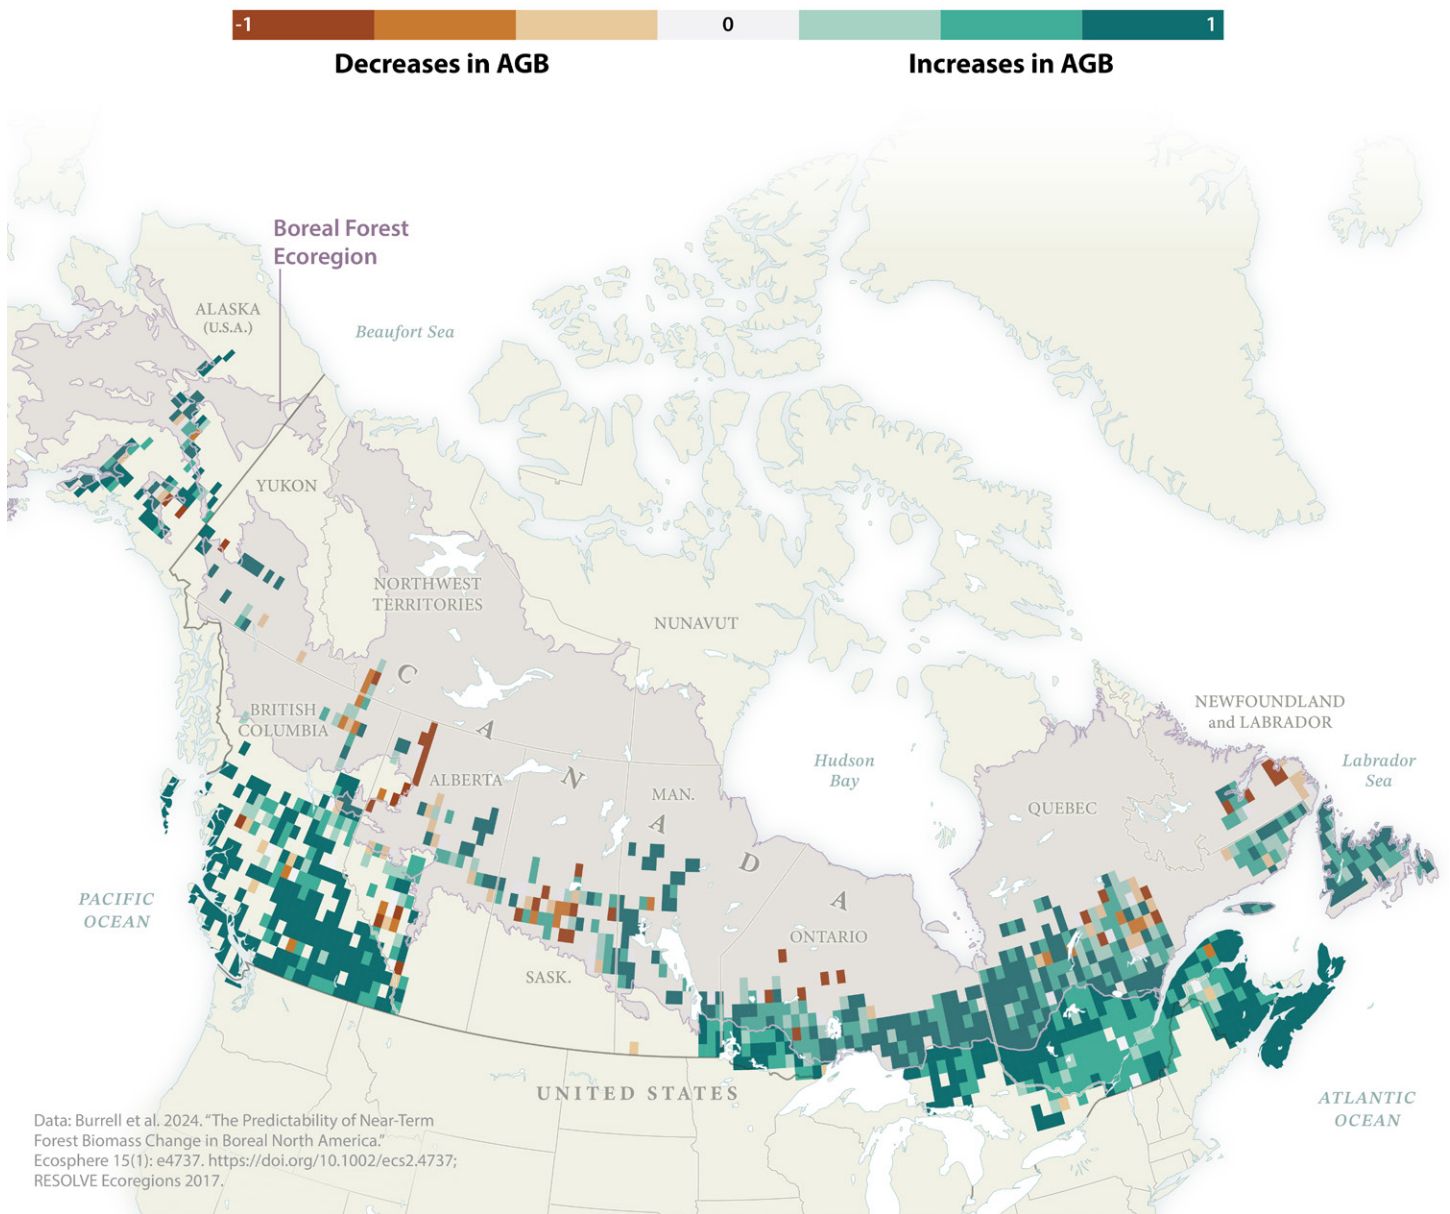 -1
0
1
Decreases in AGB
Increases in AGB
Boreal Forest
Ecoregion
ALASKA
(U.S.A.)
Beaufort Sea
YUKON
NORTHWEST
TERRITORIES
NUNAVUT
CANADA
BRITISH
COLUMBIA
ALBERTA
MAN.
Hudson
Bay
NEWFOUNDLAND
and LABRADOR
Labrador
Sea
QUEBEC
PACIFIC
OCEAN
ONTARIO
SASK.
UNITED STATES
ATLANTIC
OCEAN
Data: Burrell et al. 2024. “The Predictability of Near-Term
Forest Biomass Change in Boreal North America.”
Ecosphere 15(1): e4737. https://doi.org/10.1002/ecs2.4737;
RESOLVE Ecoregions 2017.